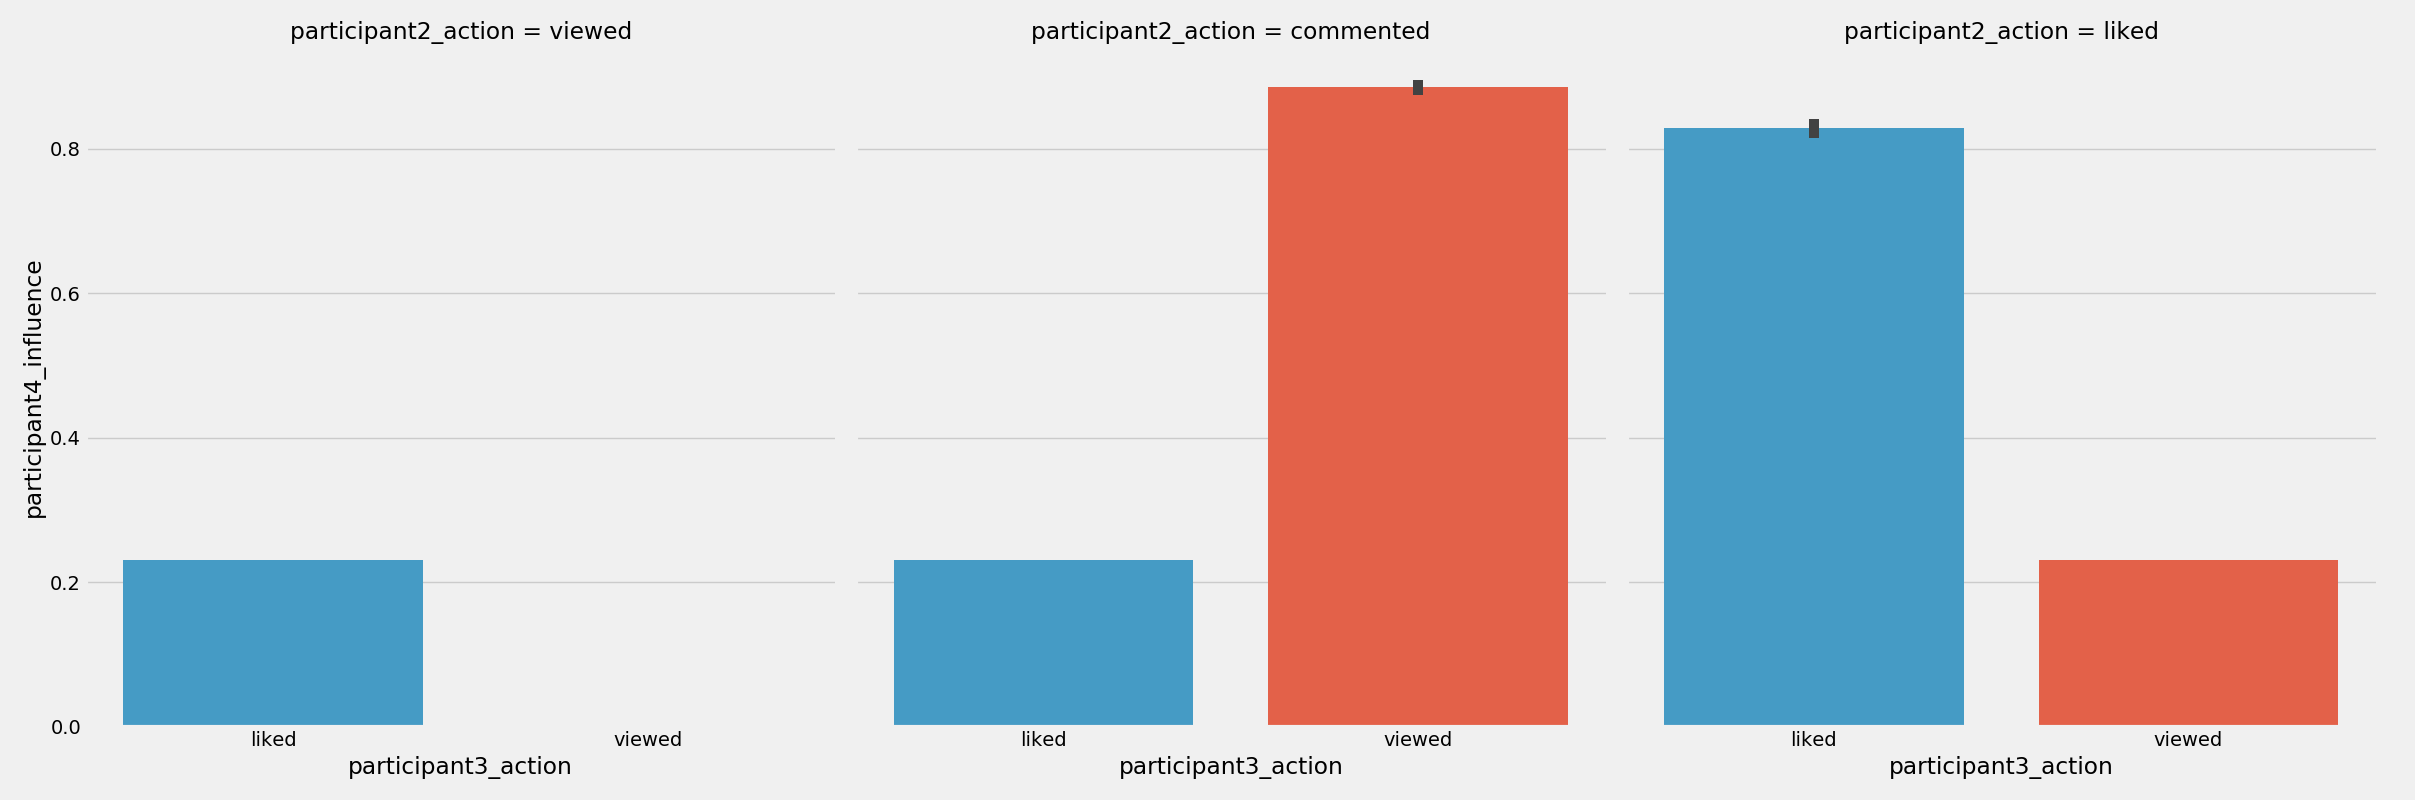 participant2_action = viewed
participant2_action = commented
participant2_action = liked
participant4_influence
0.8
0.6
0.4
0.2
0.0
liked
viewed
liked
viewed
liked
viewed
participant3_action
participant3_action
participant3_action